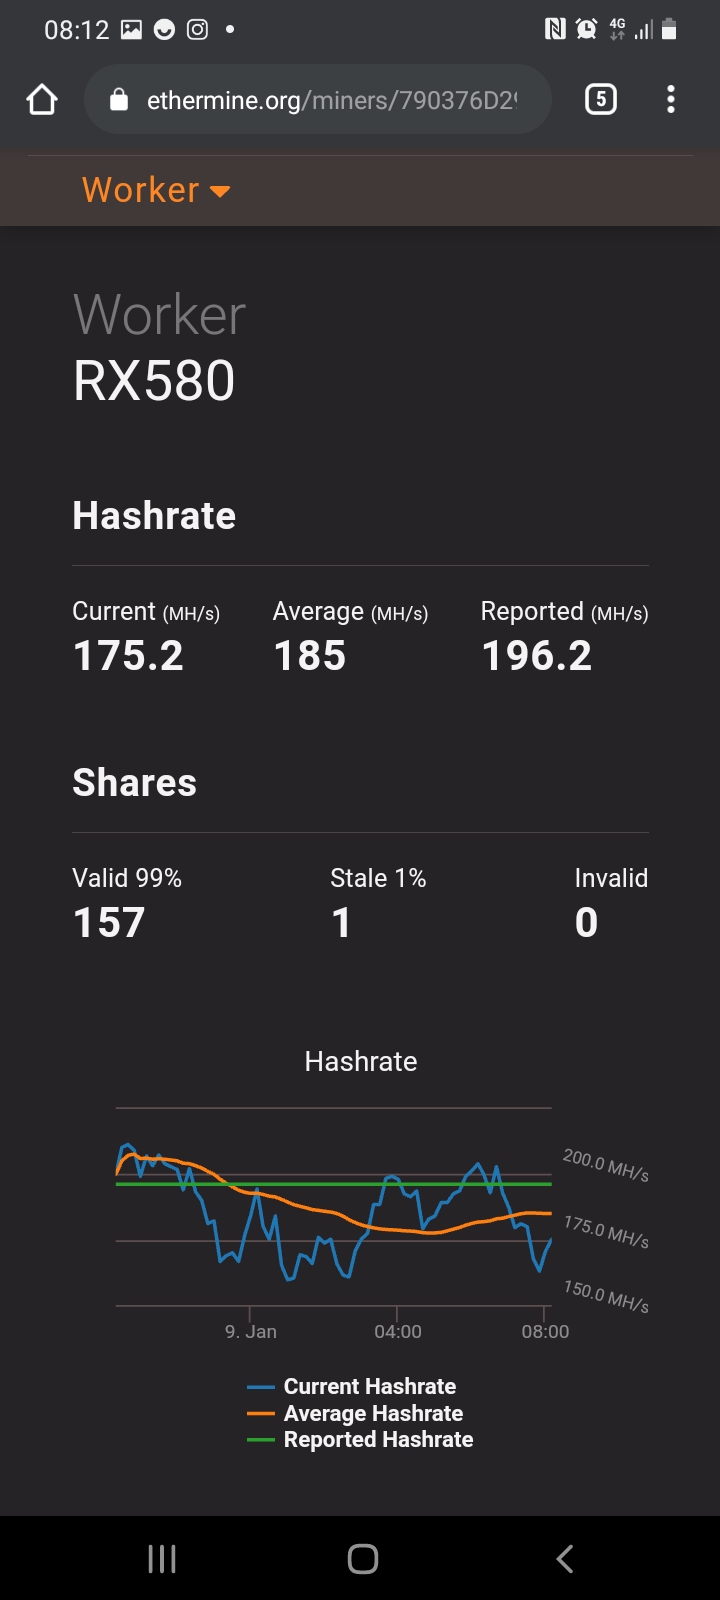 08:12
4G
ethermine.org/miners/790376D29
5
Worker
Worker
RX580
Hashrate
Current (MH/s) Average (MH/s) Reported (MH/s)
175.2 185 196.2
Shares
Valid 99% Stale 1% Invalid
157 1 0
Hashrate
200.0 MH/s
175.0 MH/s
150.0 MH/s
9. Jan 04:00 08:00
Current Hashrate
Average Hashrate
Reported Hashrate